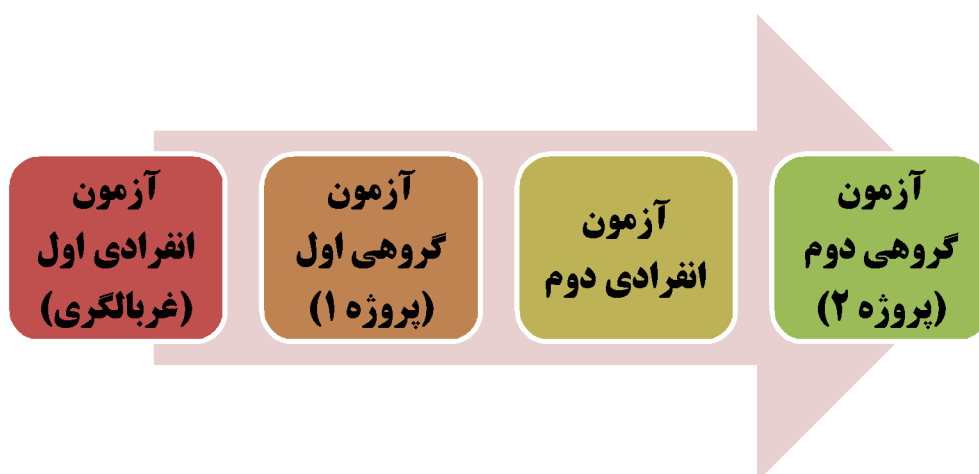 آزمون
انفرادی اول
(غربالگری)
آزمون
گروهی اول
(پروژه ۱)
آزمون
انفرادی دوم
آزمون
گروهی دوم
(پروژه ۲)